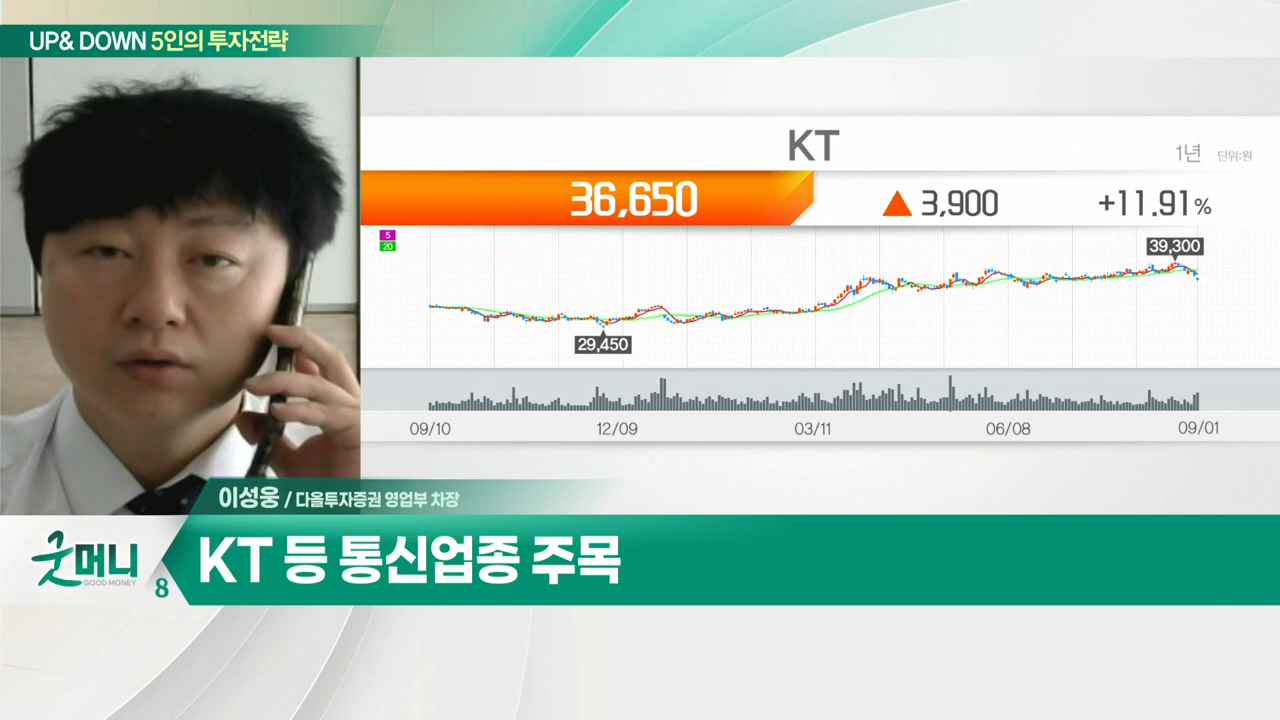 UP& DOWN 5인의 투자전략
KT
1년 단위:원
36,650 ▲ 3,900 +11.91%
5
20
39,300
29,450
09/10 12/09 03/11 06/08 09/01
이성웅 / 다올투자증권 영업부 차장
굿머니
GOOD MONEY
8
KT 등 통신업종 주목